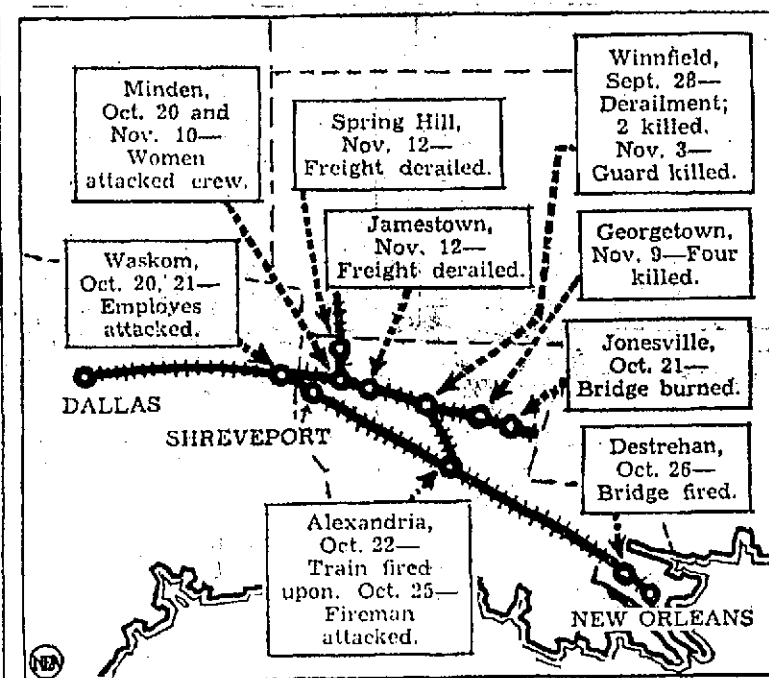 Minden,
Oct. 20 and
Nov. 10—
Women
attacked crew.
Spring Hill,
Nov. 12—
Freight derailed.
Winnfield,
Sept. 28—
Derailment;
2 killed.
Nov. 3—
Guard killed.
Waskom,
Oct. 20, 21—
Employes
attacked.
Jamestown,
Nov. 12—
Freight derailed.
Georgetown,
Nov. 9—Four
killed.
Jonesville,
Oct. 21—
Bridge burned.
DALLAS
SHREVEPORT
Destrehan,
Oct. 26—
Bridge fired.
Alexandria,
Oct. 22—
Train fired
upon. Oct. 25—
Fireman
attacked.
NEW ORLEANS
NEA